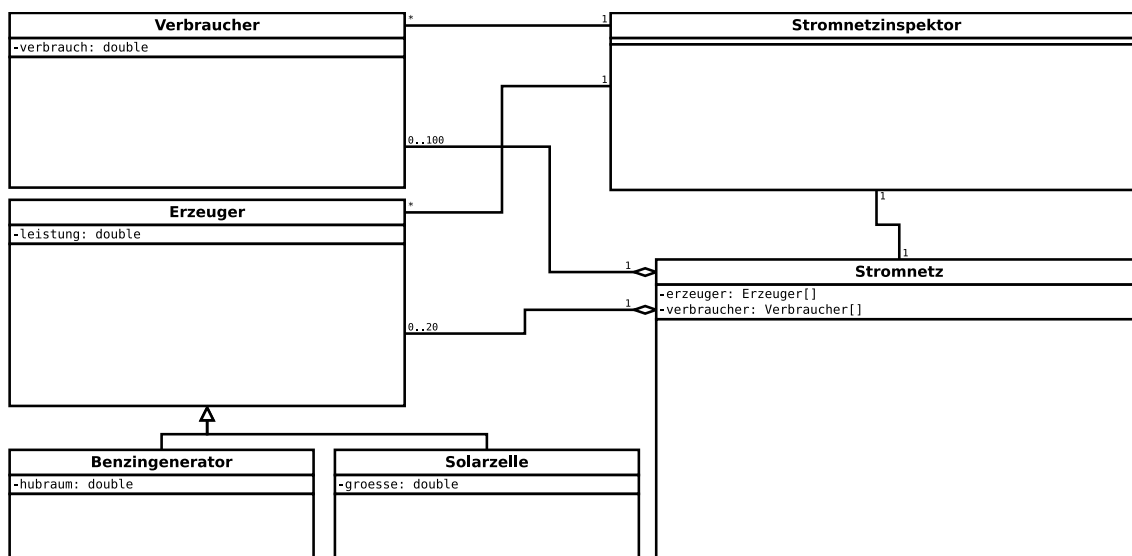 Verbraucher
-verbrauch: double
*
1
Stromnetzinspektor
1
0..100
Erzeuger
-leistung: double
*
1
1
1
Stromnetz
-erzeuger: Erzeuger[]
-verbraucher: Verbraucher[]
1
0..20
Benzingenerator
-hubraum: double
Solarzelle
-groesse: double